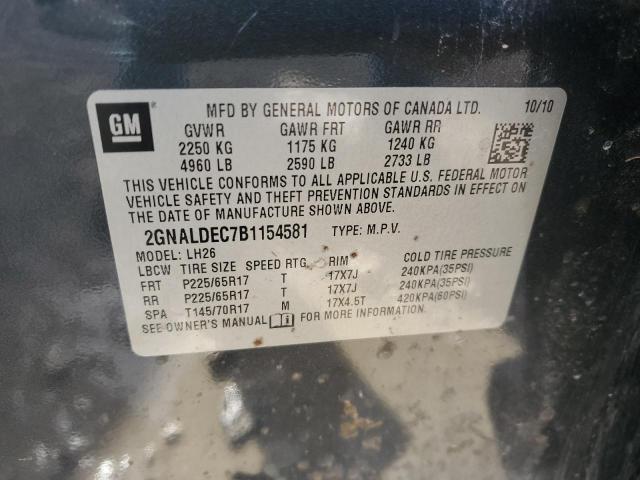 GM
MFD BY GENERAL MOTORS OF CANADA LTD. 10/10
GVWR GAWR FRT GAWR RR
2250 KG 1175 KG 1240 KG
4960 LB 2590 LB 2733 LB
THIS VEHICLE CONFORMS TO ALL APPLICABLE U.S. FEDERAL MOTOR
VEHICLE SAFETY AND THEFT PREVENTION STANDARDS IN EFFECT ON
THE DATE OF MANUFACTURE SHOWN ABOVE.
2GNALDEC7B1154581 TYPE: M.P.V.
MODEL: LH26
LBCW TIRE SIZE SPEED RTG RIM COLD TIRE PRESSURE
FRT P225/65R17 T 17X7J 240KPA(35PSI)
RR P225/65R17 T 17X7J 240KPA(35PSI)
SPA T145/70R17 M 17X4.5T 420KPA(60PSI)
SEE OWNER'S MANUAL FOR MORE INFORMATION.